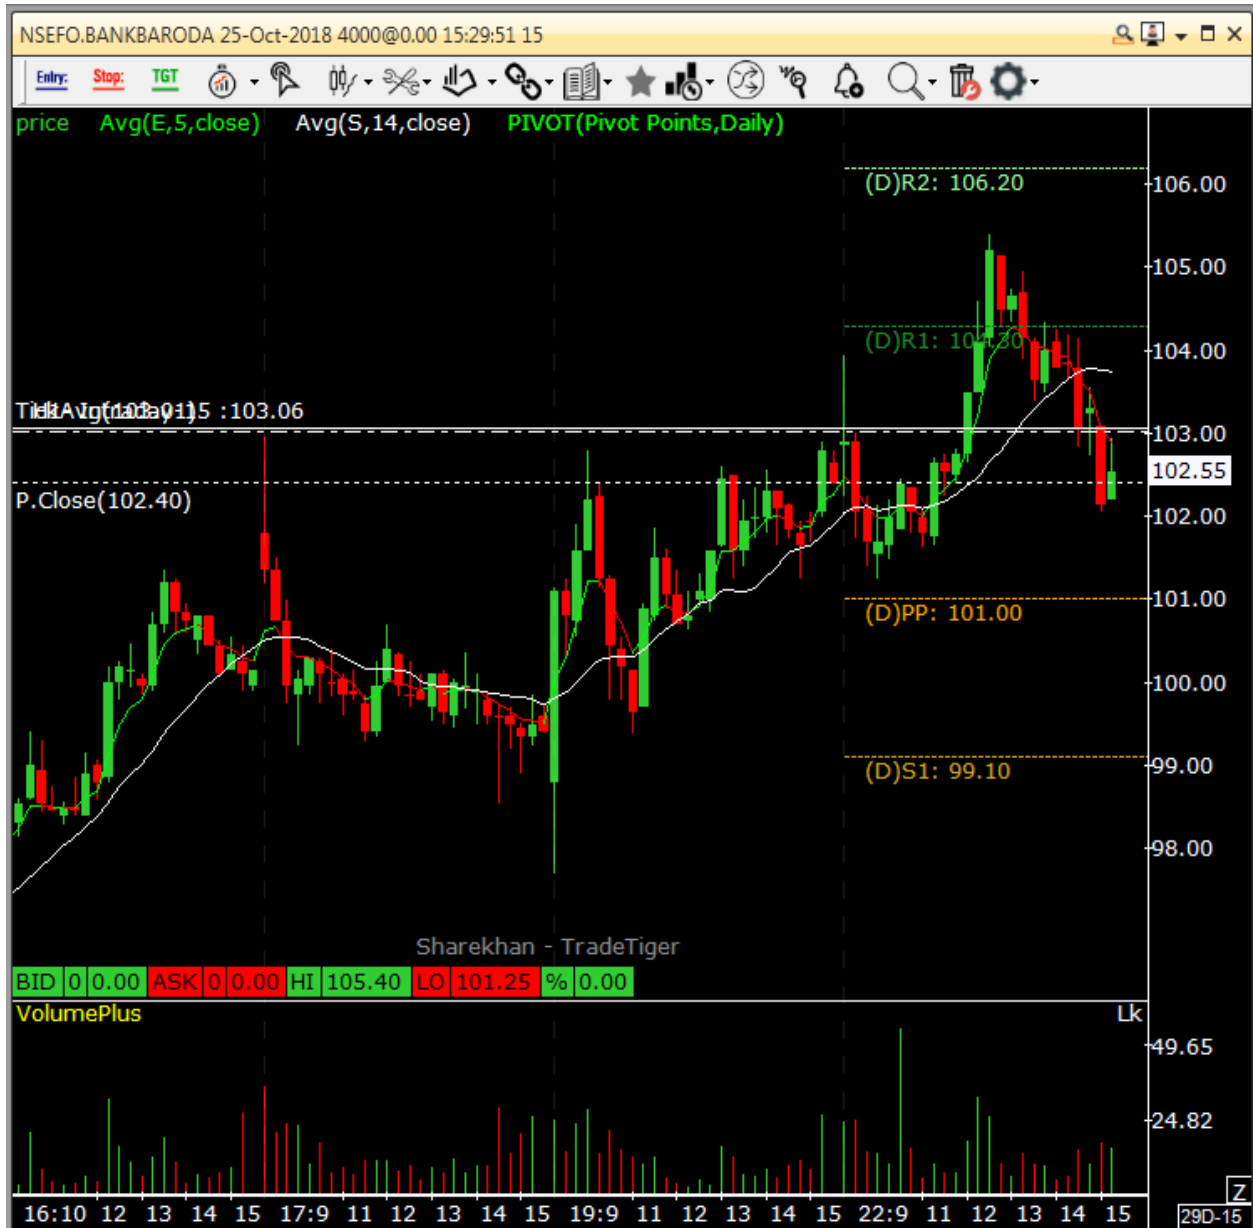 NSEFO.BANKBARODA 25-Oct-2018 4000@0.00 15:29:51 15
Entry: Stop: TGT
price Avg(E,5,close) Avg(S,14,close) PIVOT(Pivot Points,Daily)
(D)R2: 106.20
106.00
105.00
(D)R1: 104.30
104.00
:103.06
103.00
102.55
P.Close(102.40)
102.00
101.00
(D)PP: 101.00
100.00
99.00
(D)S1: 99.10
98.00
Sharekhan - TradeTiger
BID 0 0.00 ASK 0 0.00 HI 105.40 LO 101.25 % 0.00
VolumePlus Lk
49.65
24.82
Z
16:10 12 13 14 15 17:9 11 12 13 14 15 19:9 11 12 13 14 15 22:9 11 12 13 14 15 29D-15